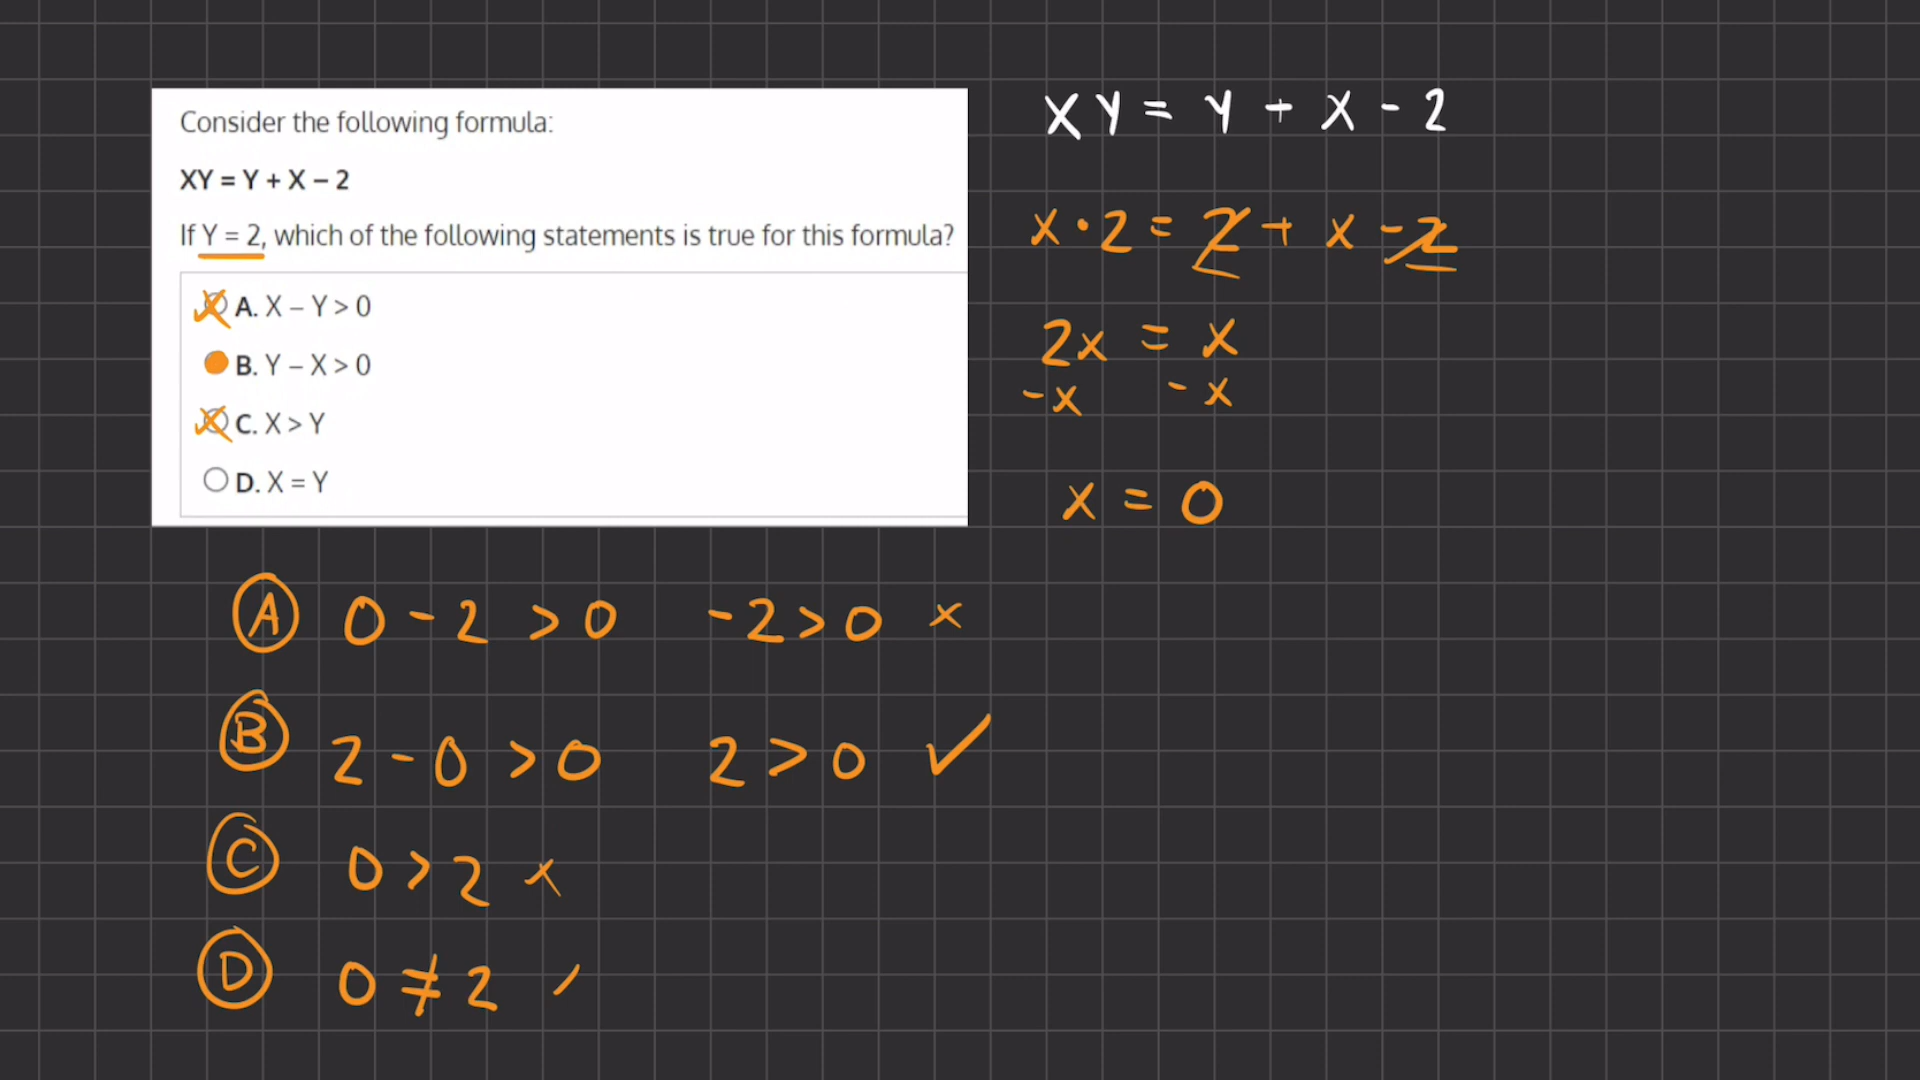 Consider the following formula:
XY = Y + X – 2
If Y = 2, which of the following statements is true for this formula?
A. X – Y > 0
B. Y – X > 0
C. X > Y
D. X = Y
XY = Y + X - 2
X · 2 = 2 + X - 2
2x = x
-x -x
x = 0
A 0 - 2 > 0 -2 > 0 ×
B 2 - 0 > 0 2 > 0 ✓
C 0 > 2 ×
D 0 ≠ 2